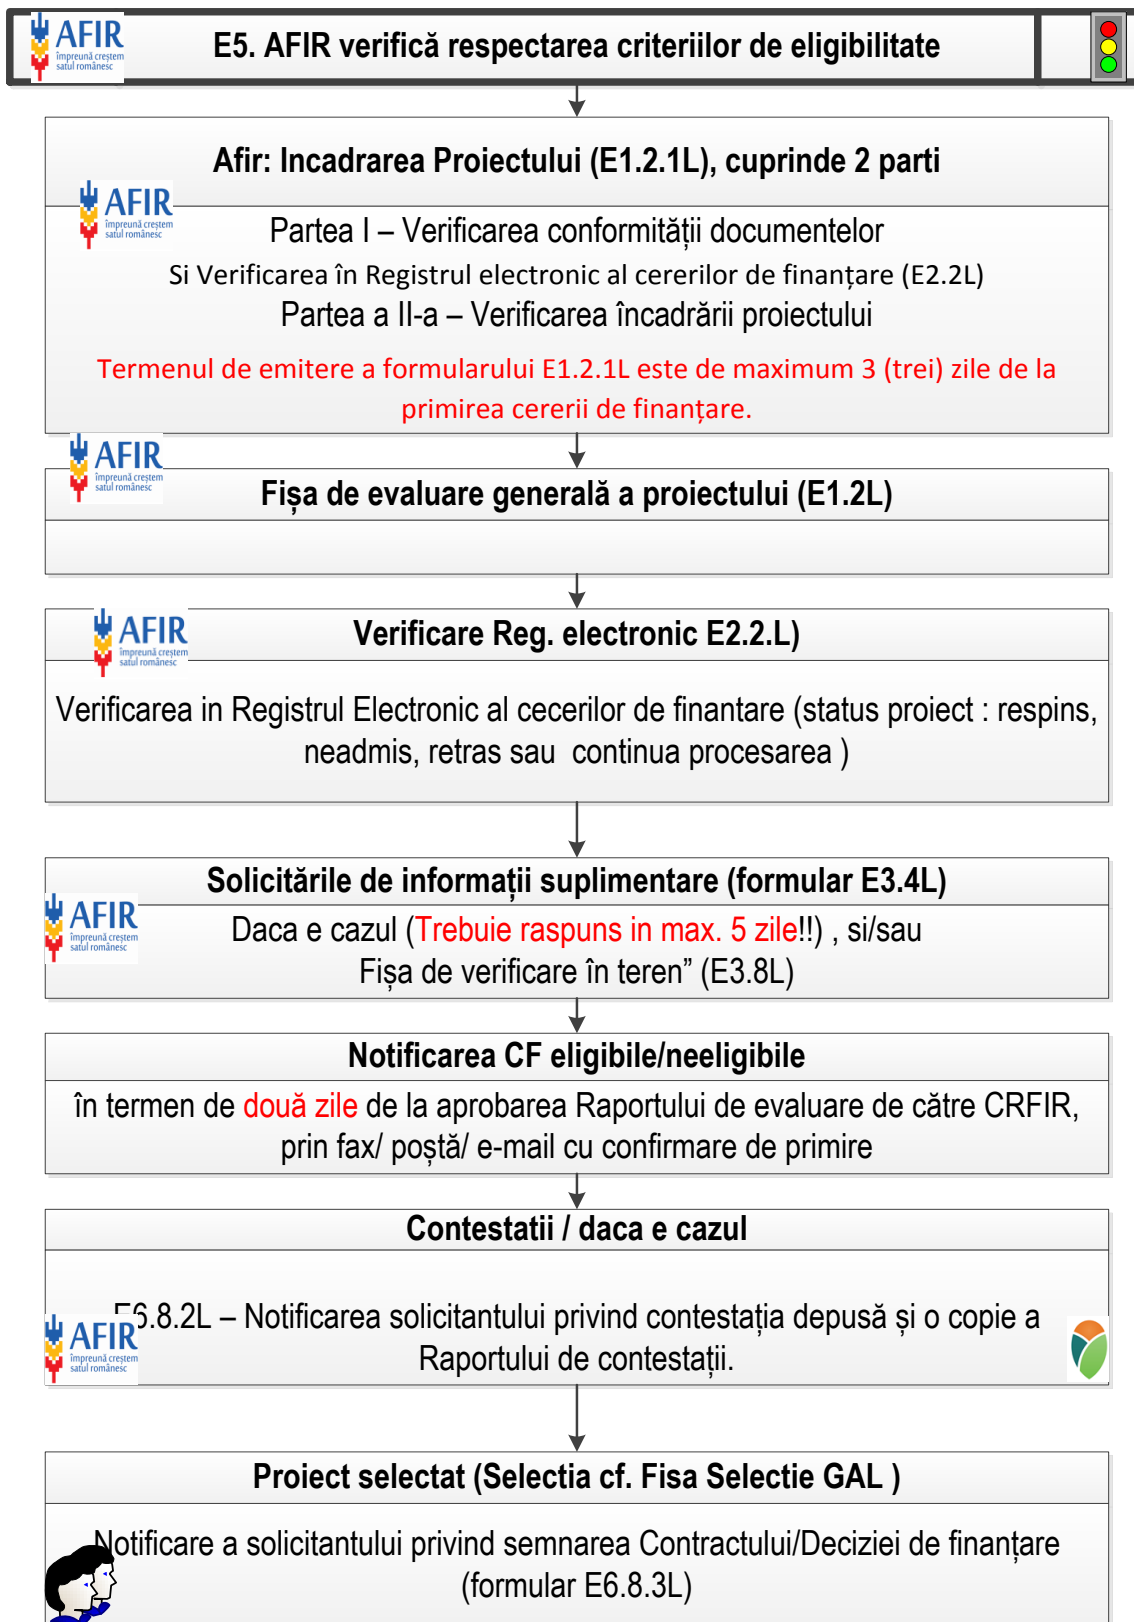 AFIR
împreună creștem
satul românesc
E5. AFIR verifică respectarea criteriilor de eligibilitate
Afir: Incadrarea Proiectului (E1.2.1L), cuprinde 2 parti
AFIR
împreună creștem
satul românesc
Partea I – Verificarea conformității documentelor
Si Verificarea în Registrul electronic al cererilor de finanțare (E2.2L)
Partea a II-a – Verificarea încadrării proiectului
Termenul de emitere a formularului E1.2.1L este de maximum 3 (trei) zile de la
primirea cererii de finanțare.
AFIR
împreună creștem
satul românesc
Fișa de evaluare generală a proiectului (E1.2L)
AFIR
împreună creștem
satul românesc
Verificare Reg. electronic E2.2.L)
Verificarea in Registrul Electronic al cecerilor de finantare (status proiect : respins,
neadmis, retras sau continua procesarea )
Solicitările de informații suplimentare (formular E3.4L)
AFIR
împreună creștem
satul românesc
Daca e cazul (Trebuie raspuns in max. 5 zile!!) , si/sau
Fișa de verificare în teren” (E3.8L)
Notificarea CF eligibile/neeligibile
în termen de două zile de la aprobarea Raportului de evaluare de către CRFIR,
prin fax/ poștă/ e-mail cu confirmare de primire
Contestatii / daca e cazul
E6.8.2L – Notificarea solicitantului privind contestația depusă și o copie a
Raportului de contestații.
AFIR
împreună creștem
satul românesc
Proiect selectat (Selectia cf. Fisa Selectie GAL )
Notificare a solicitantului privind semnarea Contractului/Deciziei de finanțare
(formular E6.8.3L)